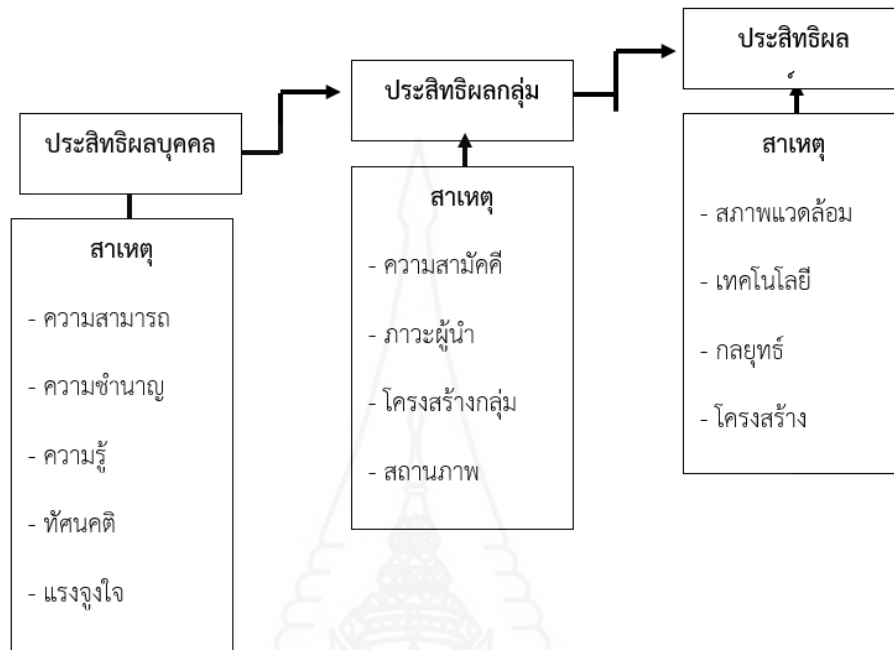 ประสิทธิผลบุคคล
สาเหตุ
- ความสามารถ
- ความชำนาญ
- ความรู้
- ทัศนคติ
- แรงจูงใจ
ประสิทธิผลกลุ่ม
สาเหตุ
- ความสามัคคี
- ภาวะผู้นำ
- โครงสร้างกลุ่ม
- สถานภาพ
ประสิทธิผล
สาเหตุ
- สภาพแวดล้อม
- เทคโนโลยี
- กลยุทธ์
- โครงสร้าง